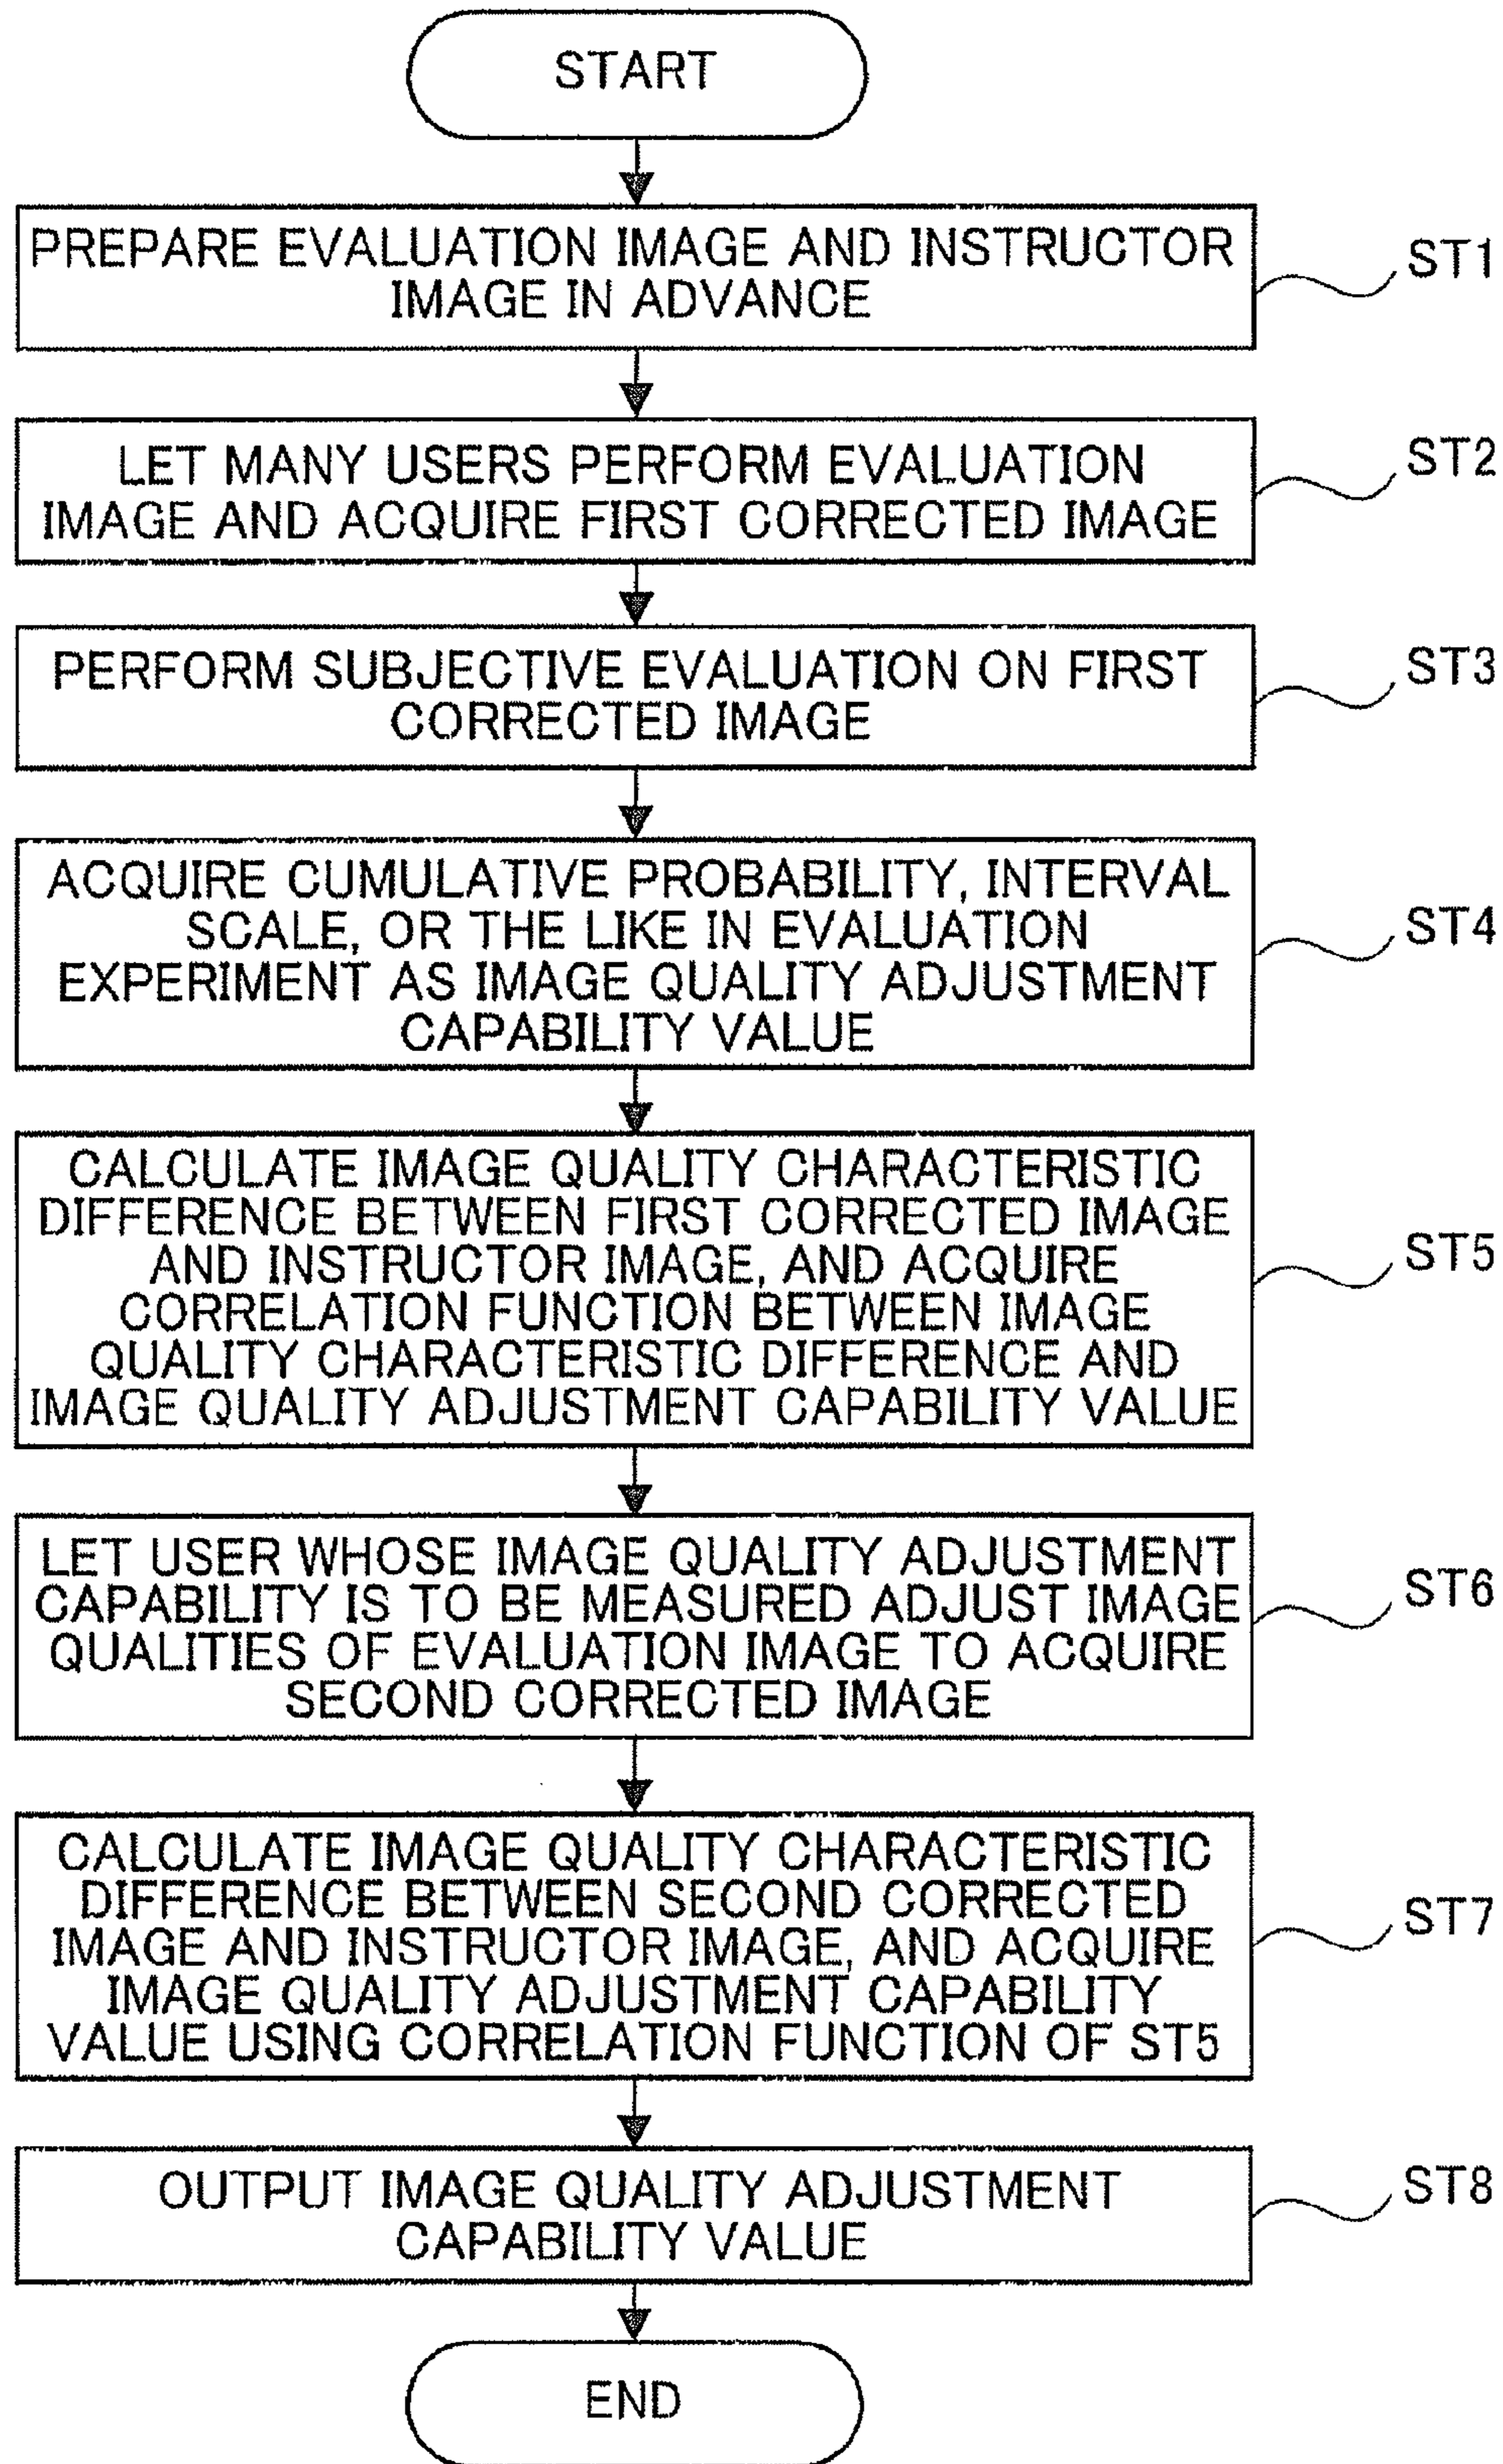 START
PREPARE EVALUATION IMAGE AND INSTRUCTOR
IMAGE IN ADVANCE
ST1
LET MANY USERS PERFORM EVALUATION
IMAGE AND ACQUIRE FIRST CORRECTED IMAGE
ST2
PERFORM SUBJECTIVE EVALUATION ON FIRST
CORRECTED IMAGE
ST3
ACQUIRE CUMULATIVE PROBABILITY, INTERVAL
SCALE, OR THE LIKE IN EVALUATION
EXPERIMENT AS IMAGE QUALITY ADJUSTMENT
CAPABILITY VALUE
ST4
CALCULATE IMAGE QUALITY CHARACTERISTIC
DIFFERENCE BETWEEN FIRST CORRECTED IMAGE
AND INSTRUCTOR IMAGE, AND ACQUIRE
CORRELATION FUNCTION BETWEEN IMAGE
QUALITY CHARACTERISTIC DIFFERENCE AND
IMAGE QUALITY ADJUSTMENT CAPABILITY VALUE
ST5
LET USER WHOSE IMAGE QUALITY ADJUSTMENT
CAPABILITY IS TO BE MEASURED ADJUST IMAGE
QUALITIES OF EVALUATION IMAGE TO ACQUIRE
SECOND CORRECTED IMAGE
ST6
CALCULATE IMAGE QUALITY CHARACTERISTIC
DIFFERENCE BETWEEN SECOND CORRECTED
IMAGE AND INSTRUCTOR IMAGE, AND ACQUIRE
IMAGE QUALITY ADJUSTMENT CAPABILITY
VALUE USING CORRELATION FUNCTION OF ST5
ST7
OUTPUT IMAGE QUALITY ADJUSTMENT
CAPABILITY VALUE
ST8
END